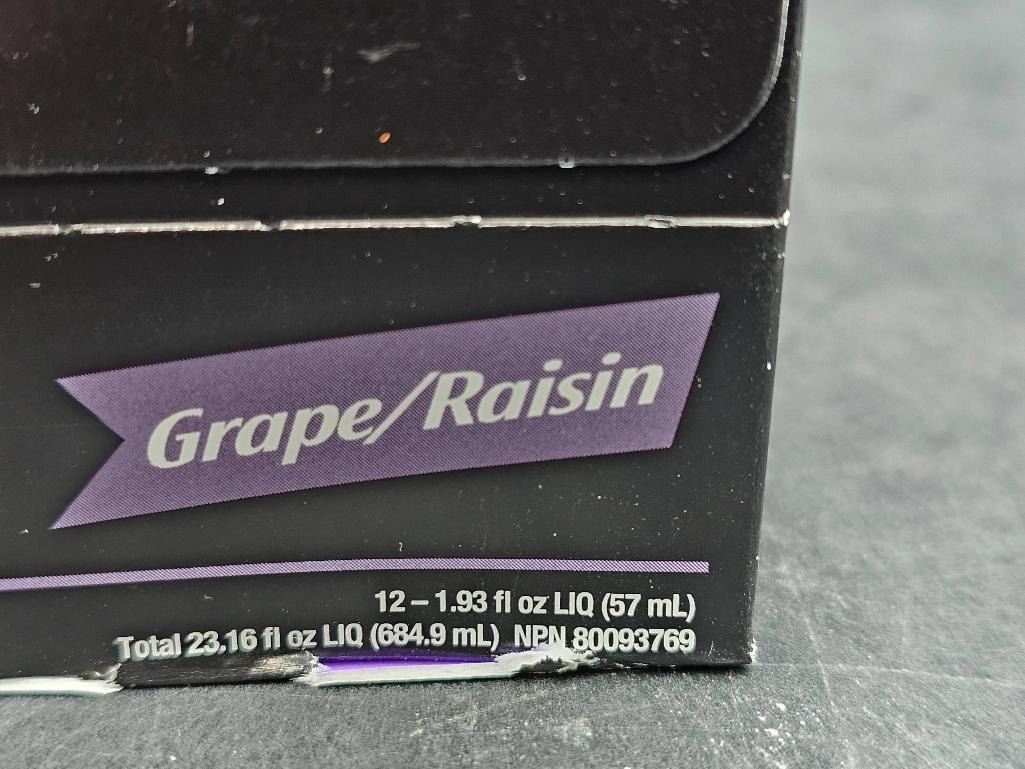 Grape/Raisin
12 – 1.93 fl oz LIQ (57 mL)
Total 23.16 fl oz LIQ (684.9 mL) NPN 80093769